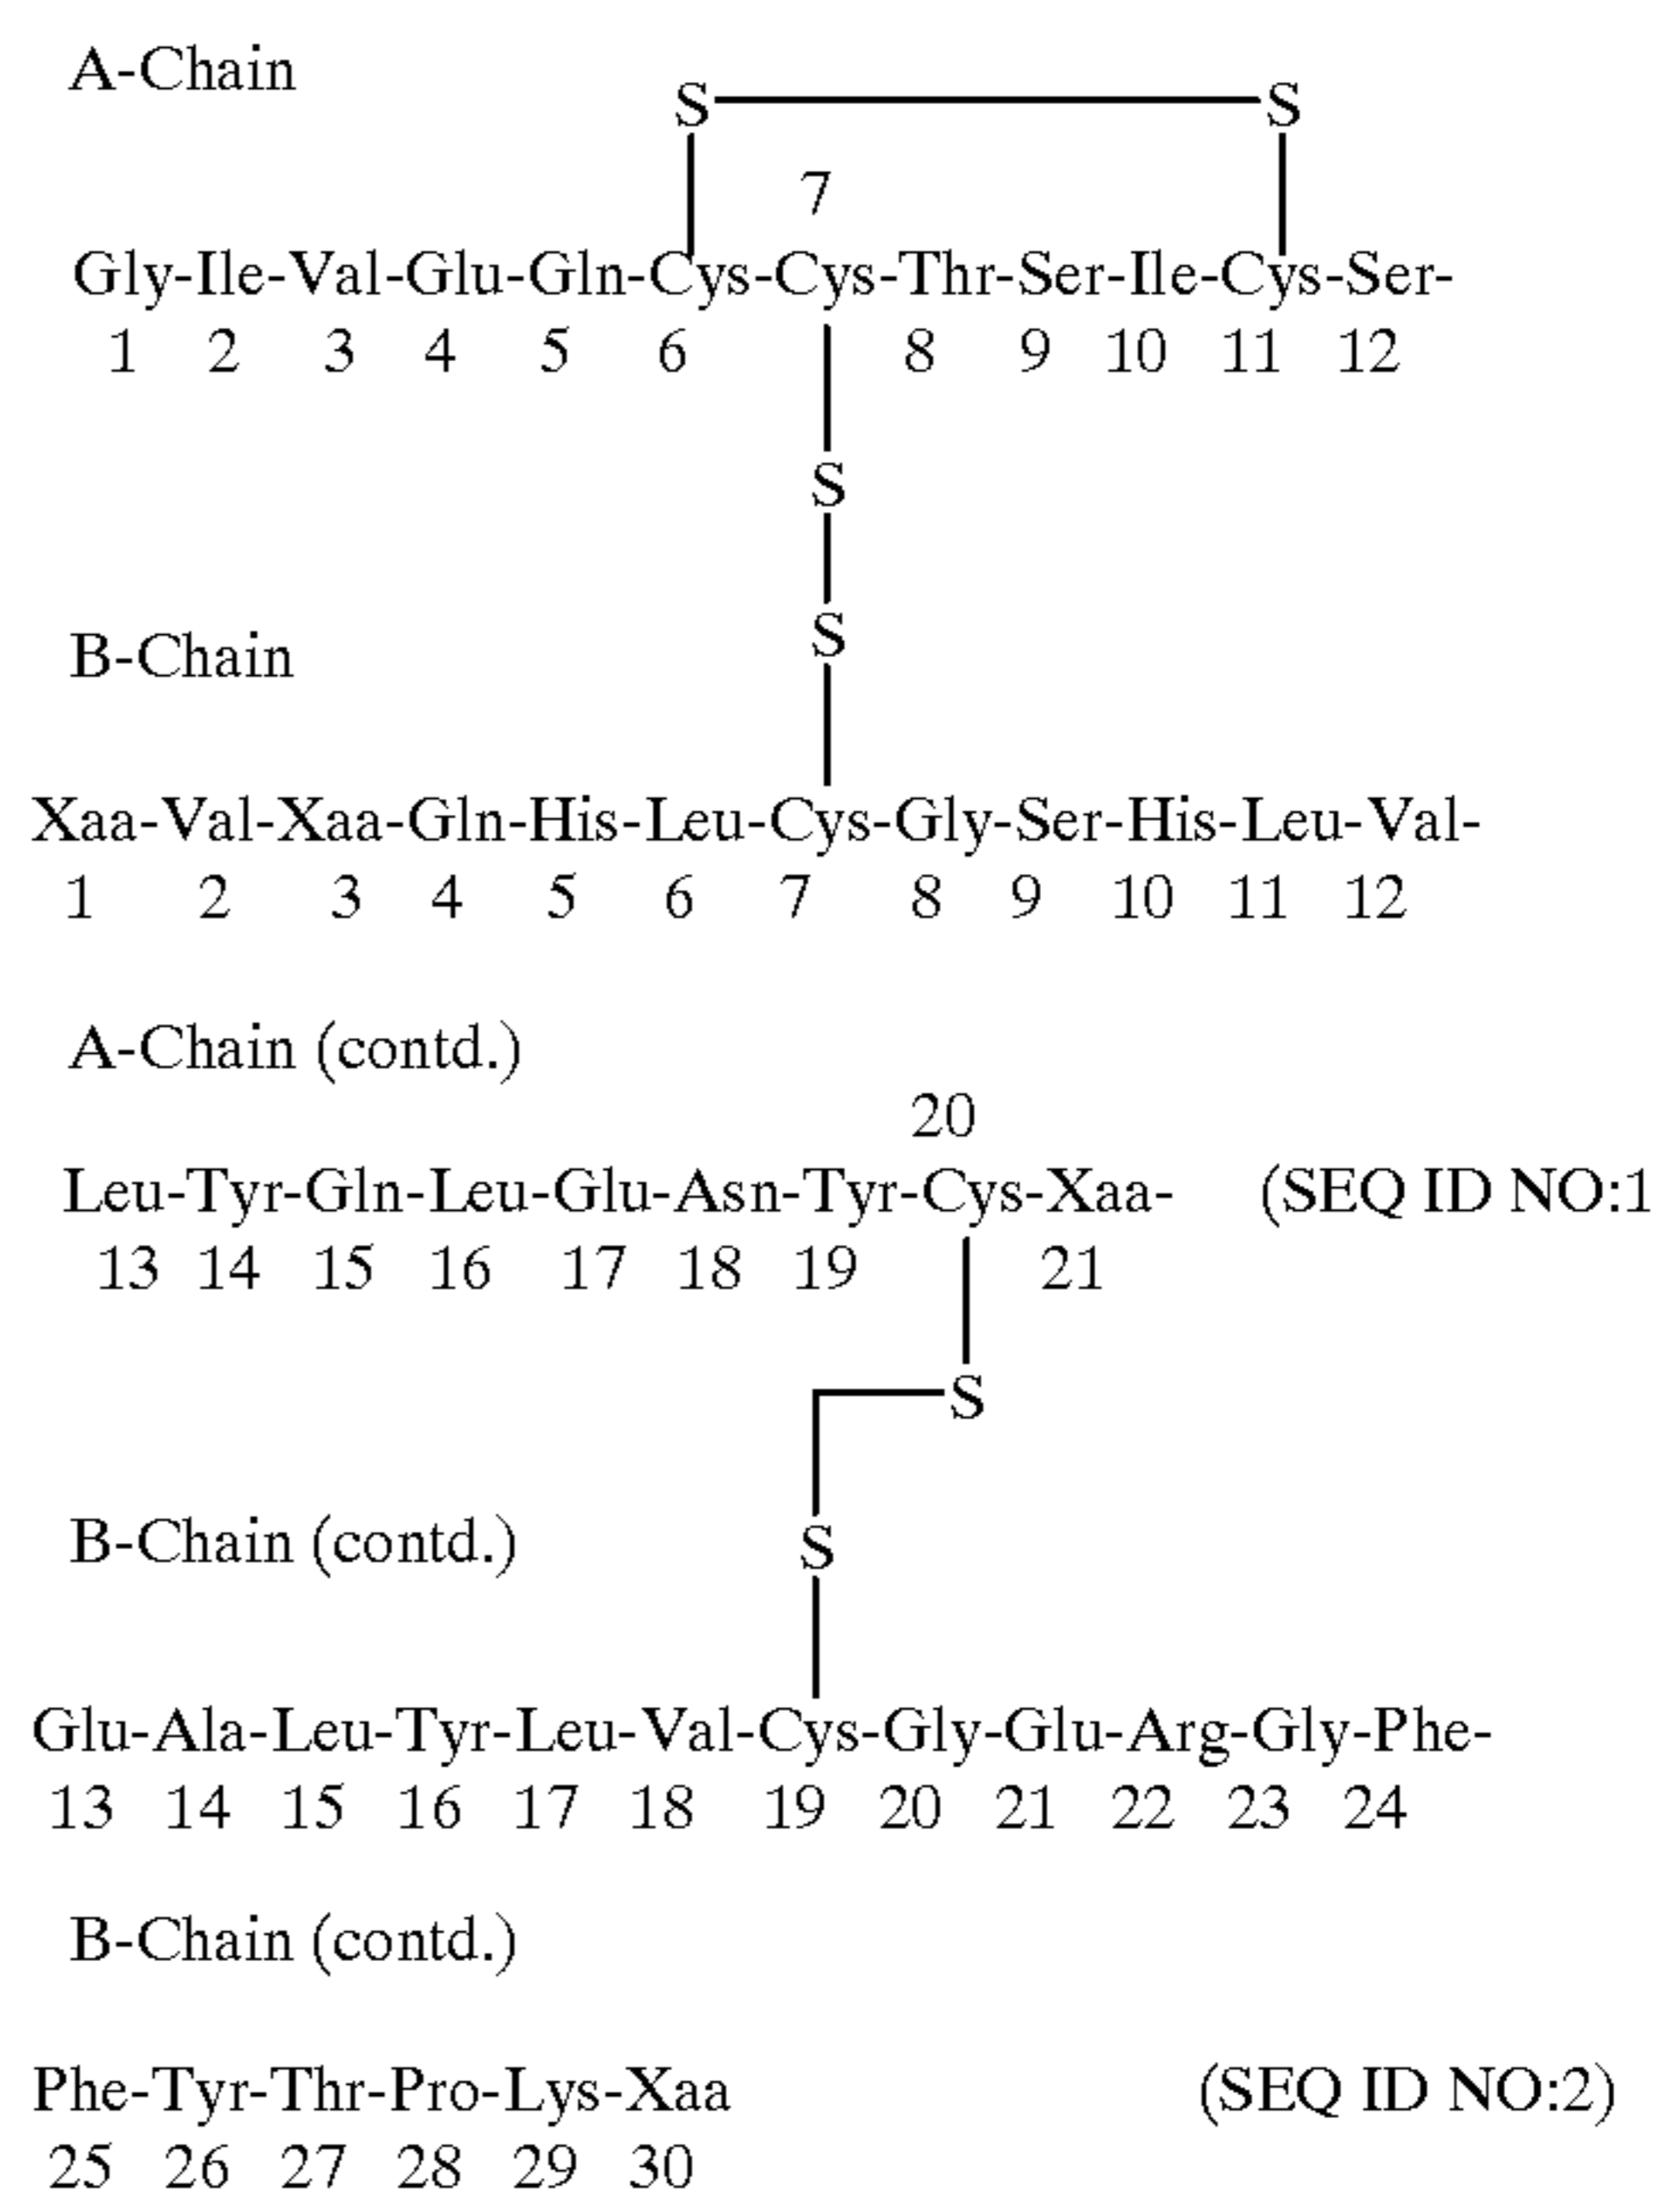 A-Chain
S S
7
Gly-Ile-Val-Glu-Gln-Cys-Cys-Thr-Ser-Ile-Cys-Ser-
1 2 3 4 5 6 8 9 10 11 12
S
S
B-Chain
Xaa-Val-Xaa-Gln-His-Leu-Cys-Gly-Ser-His-Leu-Val-
1 2 3 4 5 6 7 8 9 10 11 12
A-Chain (contd.)
20
Leu-Tyr-Gln-Leu-Glu-Asn-Tyr-Cys-Xaa- (SEQ ID NO:1
13 14 15 16 17 18 19 21
S
S
B-Chain (contd.)
Glu-Ala-Leu-Tyr-Leu-Val-Cys-Gly-Glu-Arg-Gly-Phe-
13 14 15 16 17 18 19 20 21 22 23 24
B-Chain (contd.)
Phe-Tyr-Thr-Pro-Lys-Xaa (SEQ ID NO:2)
25 26 27 28 29 30